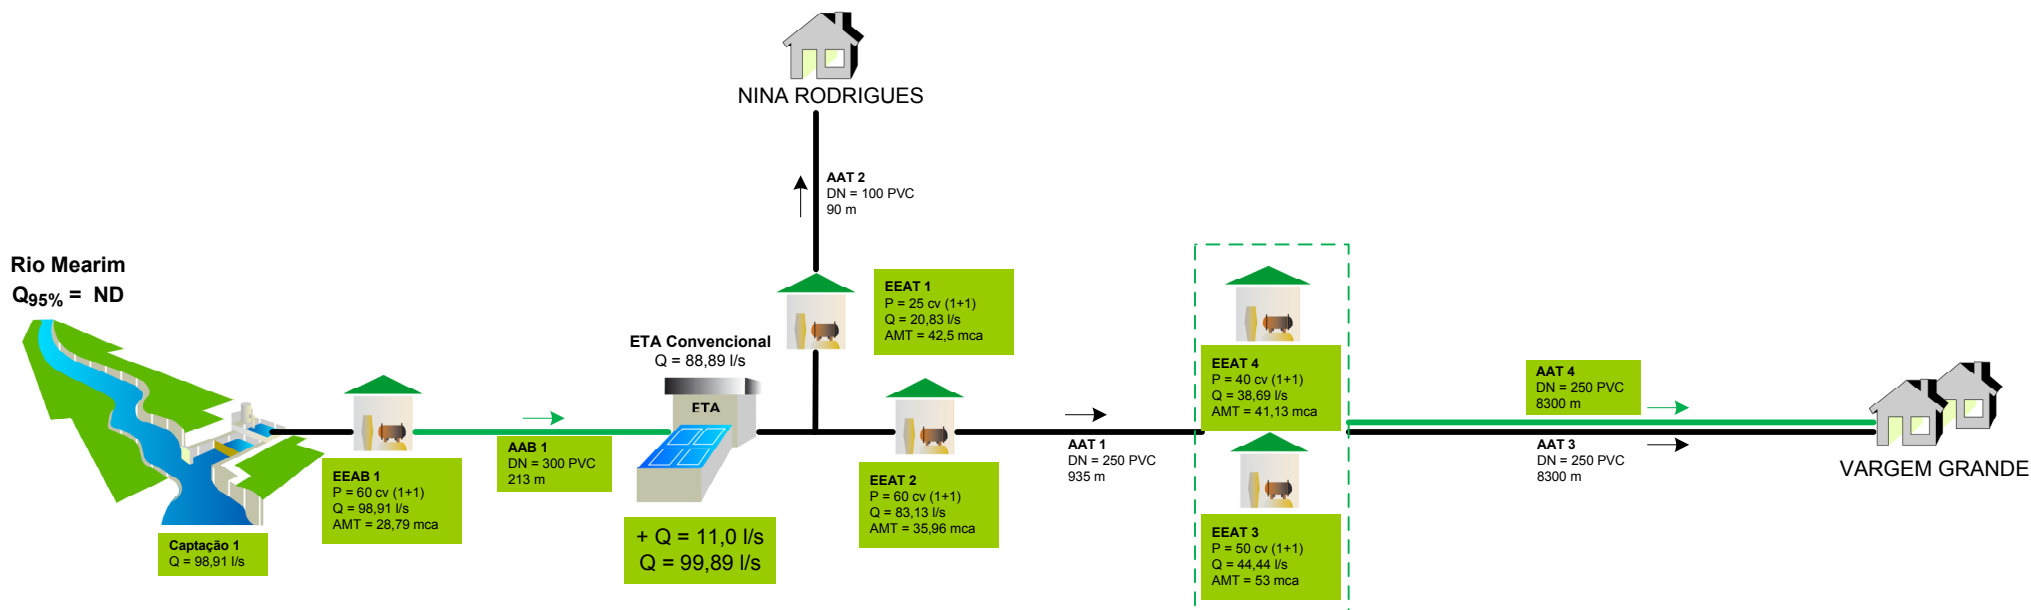 NINA RODRIGUES
AAT 2
DN = 100 PVC
90 m
Rio Mearim
Q95% = ND
EEAT 1
P = 25 cv (1+1)
Q = 20,83 l/s
AMT = 42,5 mca
ETA Convencional
Q = 88,89 l/s
ETA
EEAB 1
P = 60 cv (1+1)
Q = 98,91 l/s
AMT = 28,79 mca
AAB 1
DN = 300 PVC
213 m
Captação 1
Q = 98,91 l/s
+ Q = 11,0 l/s
Q = 99,89 l/s
EEAT 2
P = 60 cv (1+1)
Q = 83,13 l/s
AMT = 35,96 mca
AAT 1
DN = 250 PVC
935 m
EEAT 4
P = 40 cv (1+1)
Q = 38,69 l/s
AMT = 41,13 mca
EEAT 3
P = 50 cv (1+1)
Q = 44,44 l/s
AMT = 53 mca
AAT 4
DN = 250 PVC
8300 m
AAT 3
DN = 250 PVC
8300 m
VARGEM GRANDE